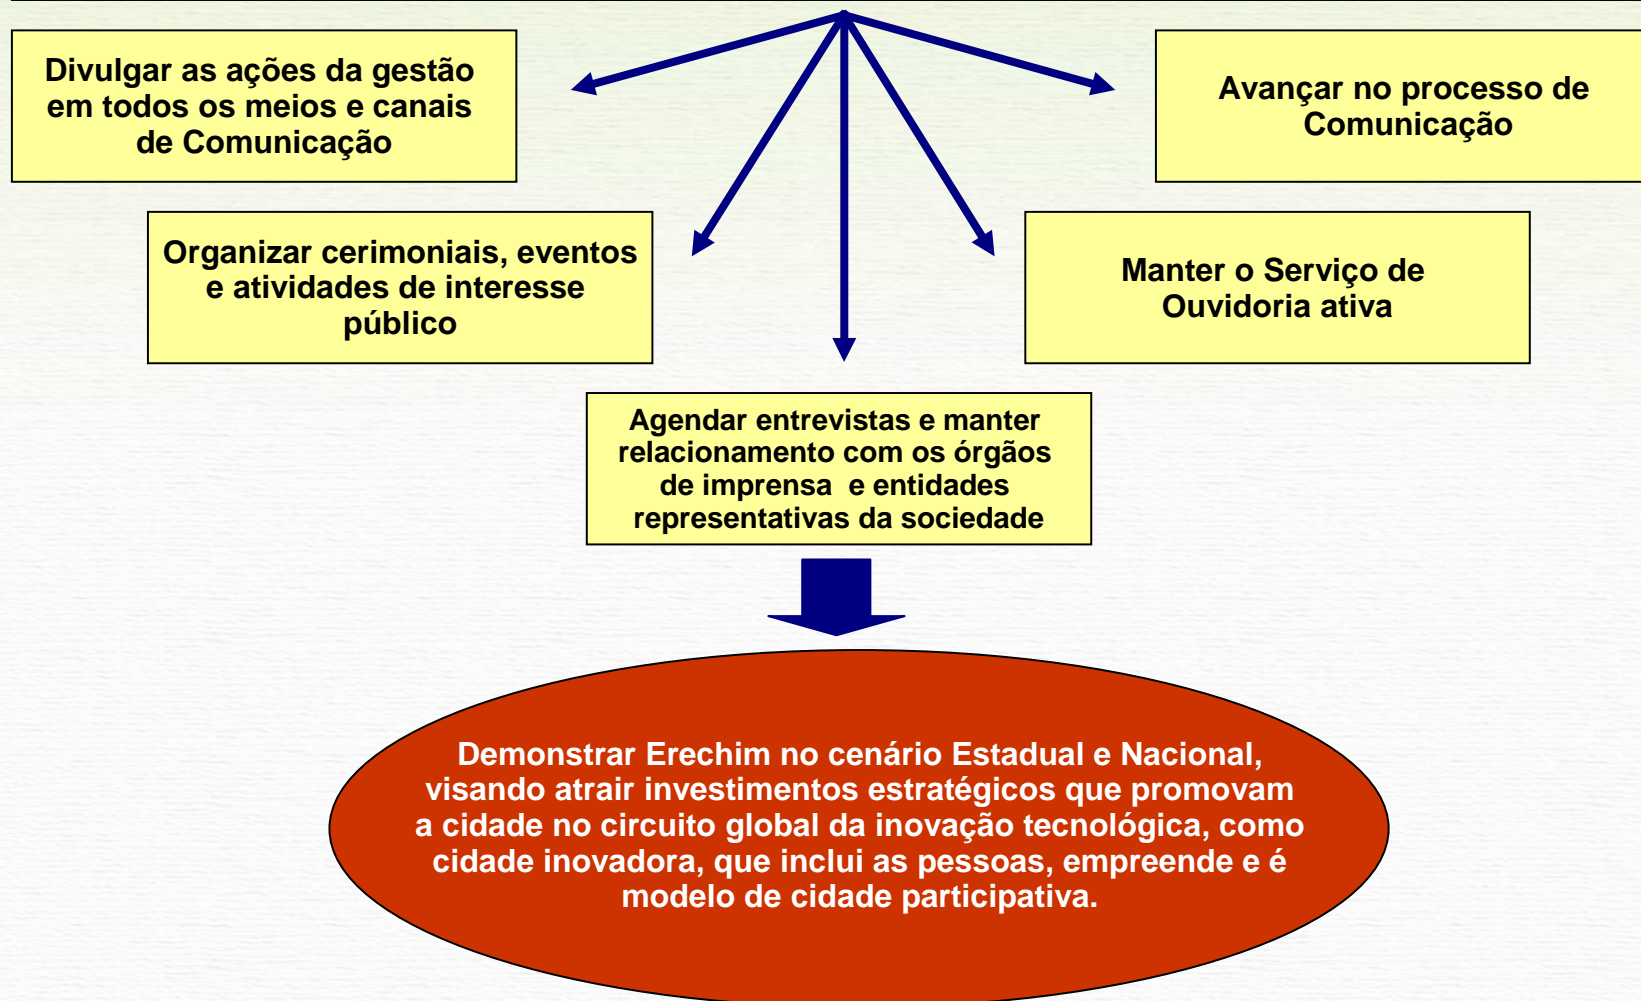 Divulgar as ações da gestão
em todos os meios e canais
de Comunicação
Avançar no processo de
Comunicação
Organizar cerimoniais, eventos
e atividades de interesse
público
Manter o Serviço de
Ouvidoria ativa
Agendar entrevistas e manter
relacionamento com os órgãos
de imprensa  e entidades
representativas da sociedade
Demonstrar Erechim no cenário Estadual e Nacional,
visando atrair investimentos estratégicos que promovam
a cidade no circuito global da inovação tecnológica, como
cidade inovadora, que inclui as pessoas, empreende e é
modelo de cidade participativa.